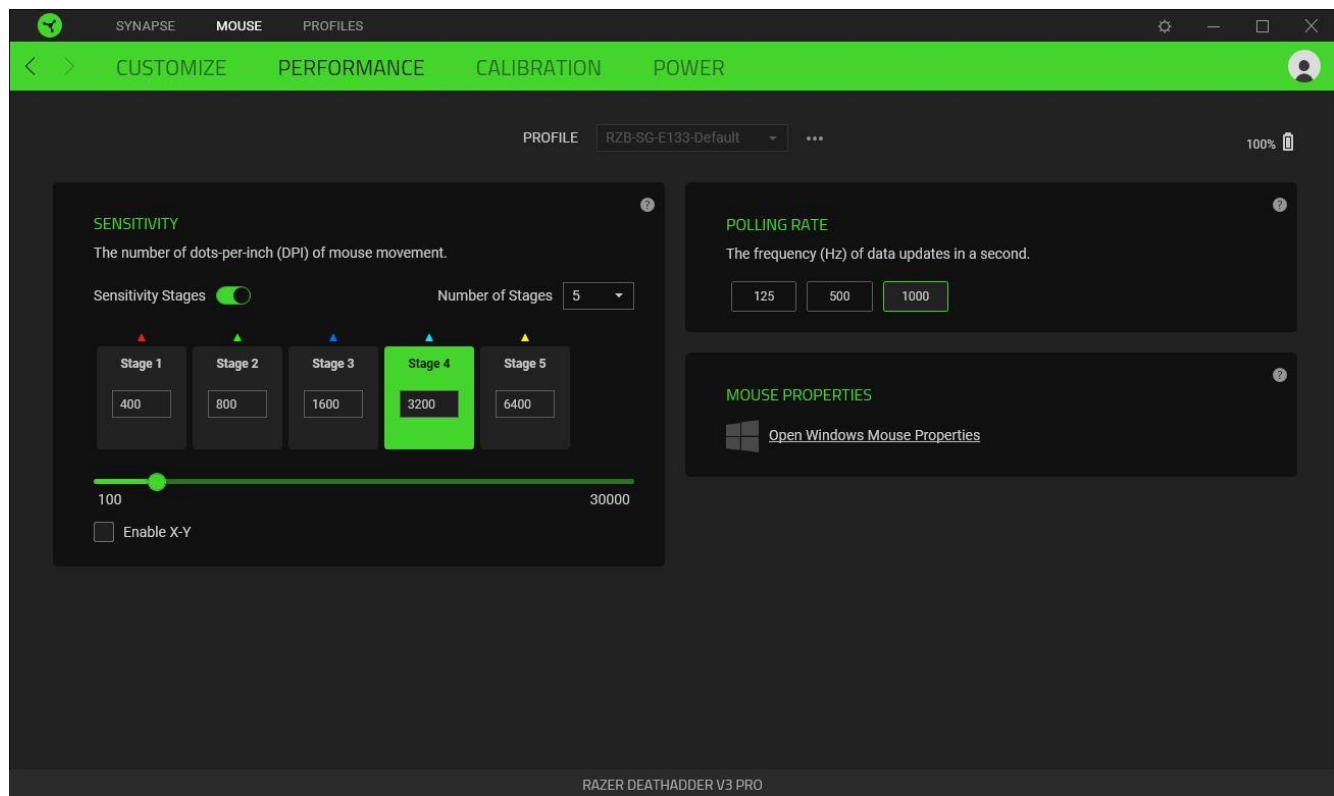 SYNAPSE MOUSE PROFILES
CUSTOMIZE PERFORMANCE CALIBRATION POWER
PROFILE RZB-SG-E133-Default
100%
SENSITIVITY
The number of dots-per-inch (DPI) of mouse movement.
Sensitivity Stages Number of Stages 5
Stage 1 Stage 2 Stage 3 Stage 4 Stage 5
400 800 1600 3200 6400
100 30000
Enable X-Y
?
POLLING RATE
The frequency (Hz) of data updates in a second.
125 500 1000
?
MOUSE PROPERTIES
Open Windows Mouse Properties
?
RAZER DEATHADDER V3 PRO